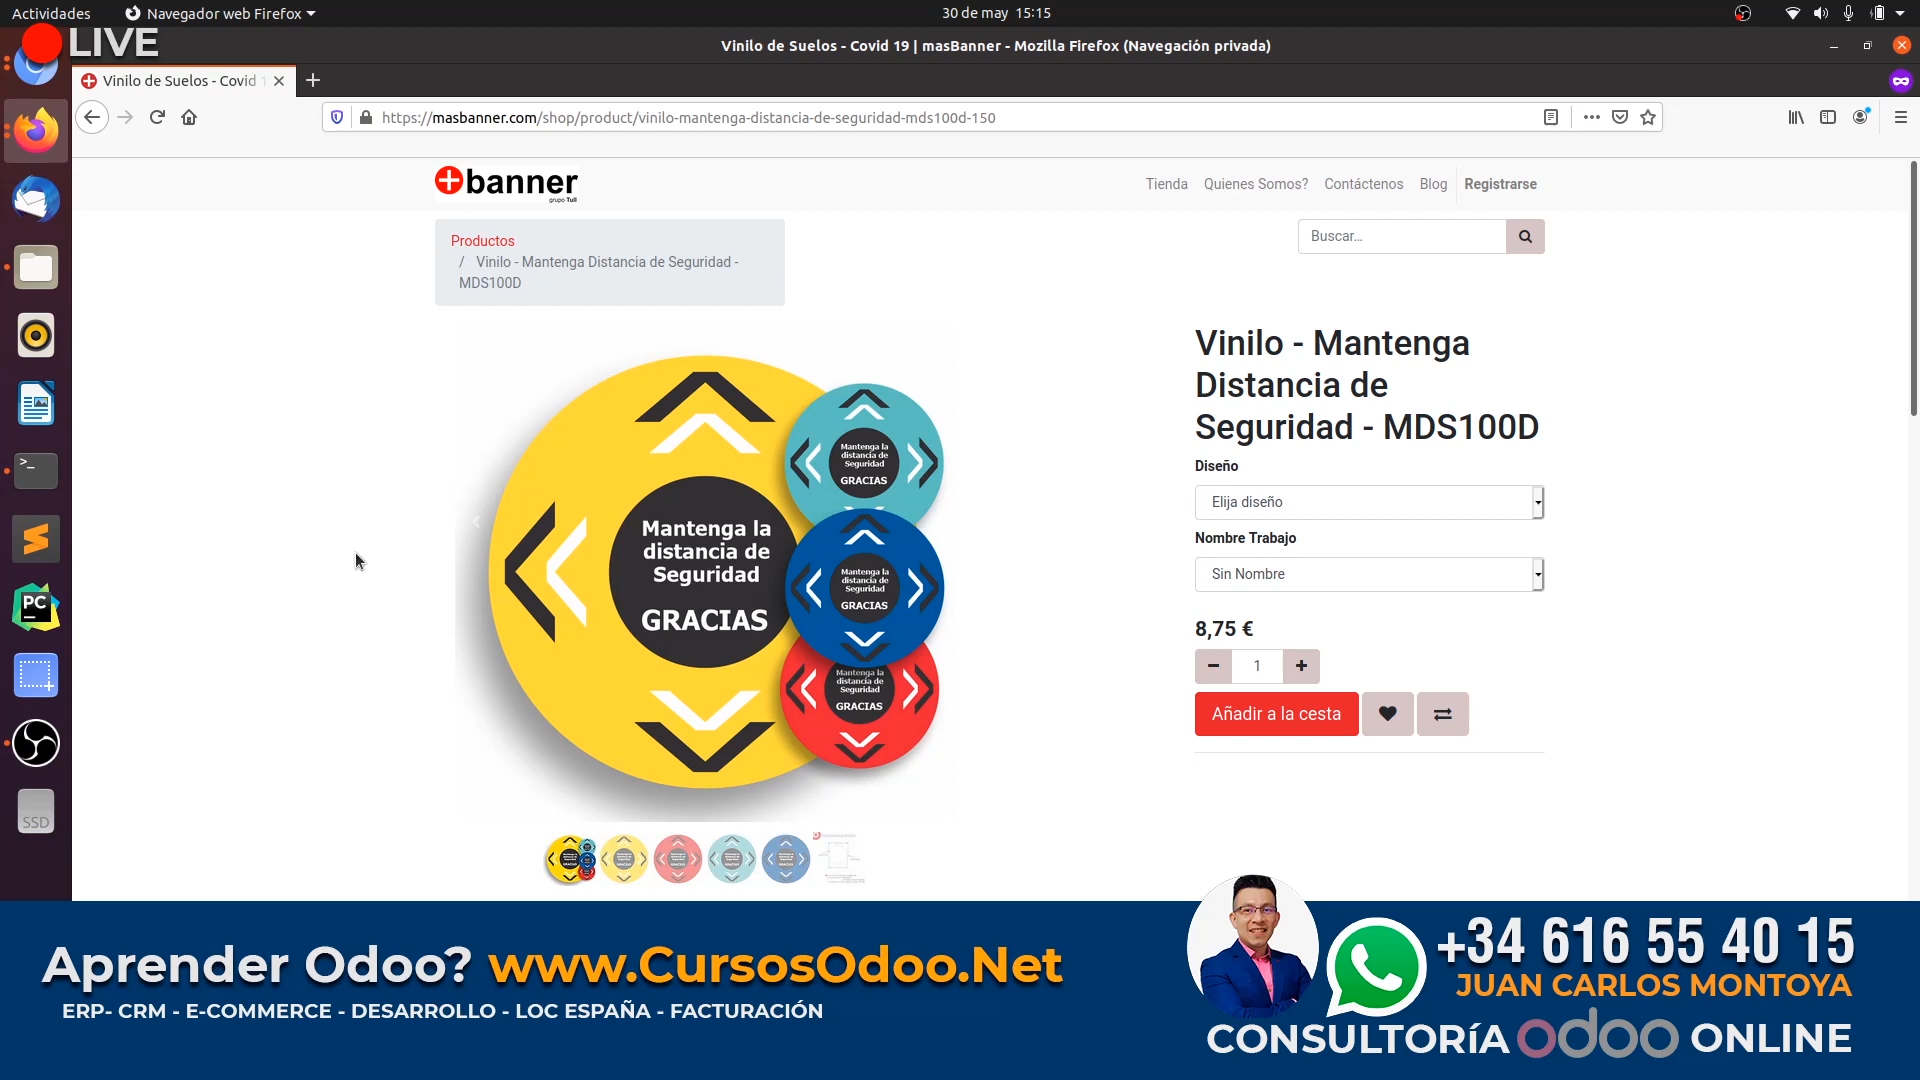 Actividades
Navegador web Firefox
30 de may 15:15
LIVE
Vinilo de Suelos - Covid 19 | masBanner - Mozilla Firefox (Navegación privada)
Vinilo de Suelos - Covid 1
https://masbanner.com/shop/product/vinilo-mantenga-distancia-de-seguridad-mds100d-150
banner
grupo Tull
Tienda
Quienes Somos?
Contáctenos
Blog
Registrarse
Productos
/ Vinilo - Mantenga Distancia de Seguridad -
MDS100D
Buscar...
Mantenga la
distancia de
Seguridad
GRACIAS
Mantenga la
distancia de
Seguridad
GRACIAS
Mantenga la
distancia de
Seguridad
GRACIAS
Mantenga la
distancia de
Seguridad
GRACIAS
Vinilo - Mantenga
Distancia de
Seguridad - MDS100D
Diseño
Elija diseño
Nombre Trabajo
Sin Nombre
8,75 €
1
Añadir a la cesta
PC
SSD
Aprender Odoo? www.CursosOdoo.Net
ERP- CRM - E-COMMERCE - DESARROLLO - LOC ESPAÑA - FACTURACIÓN
+34 616 55 40 15
JUAN CARLOS MONTOYA
CONSULTORíA odoo ONLINE